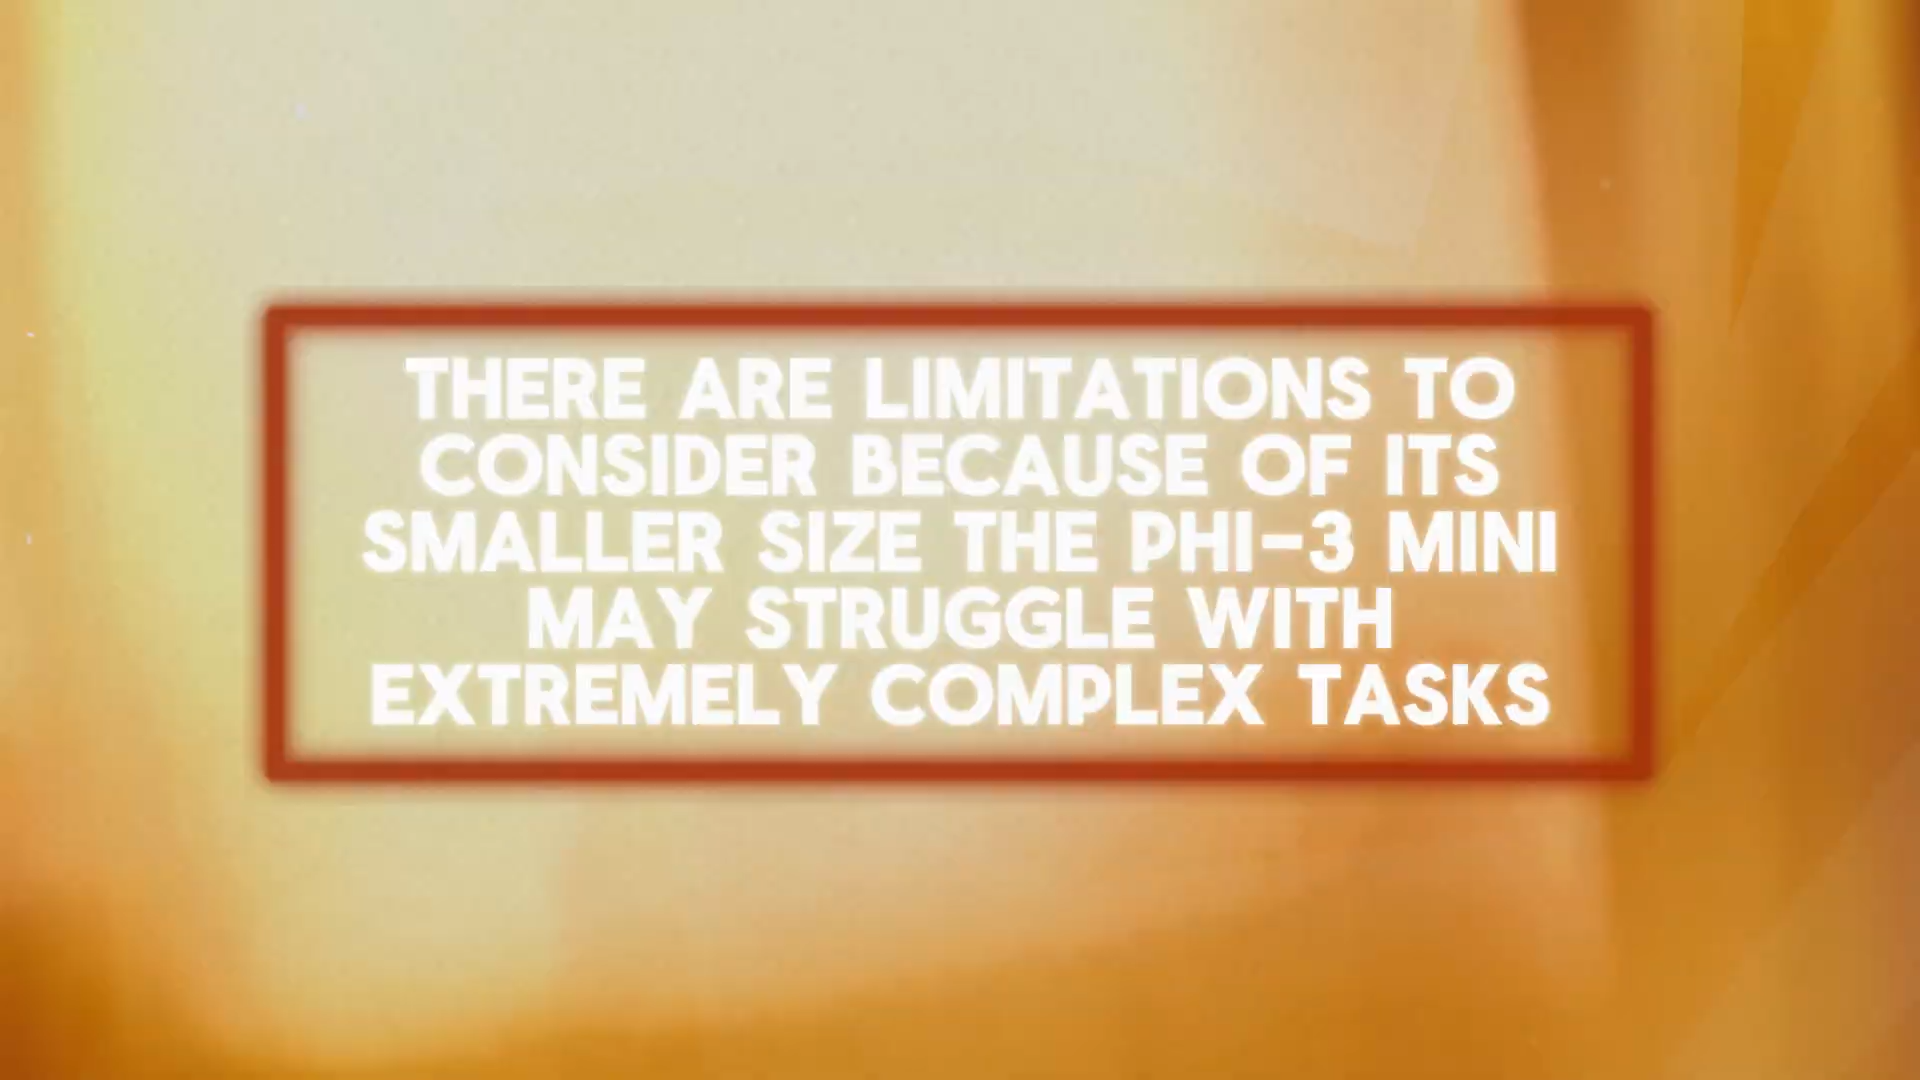 THERE ARE LIMITATIONS TO
CONSIDER BECAUSE OF ITS
SMALLER SIZE THE PHI-3 MINI
MAY STRUGGLE WITH
EXTREMELY COMPLEX TASKS